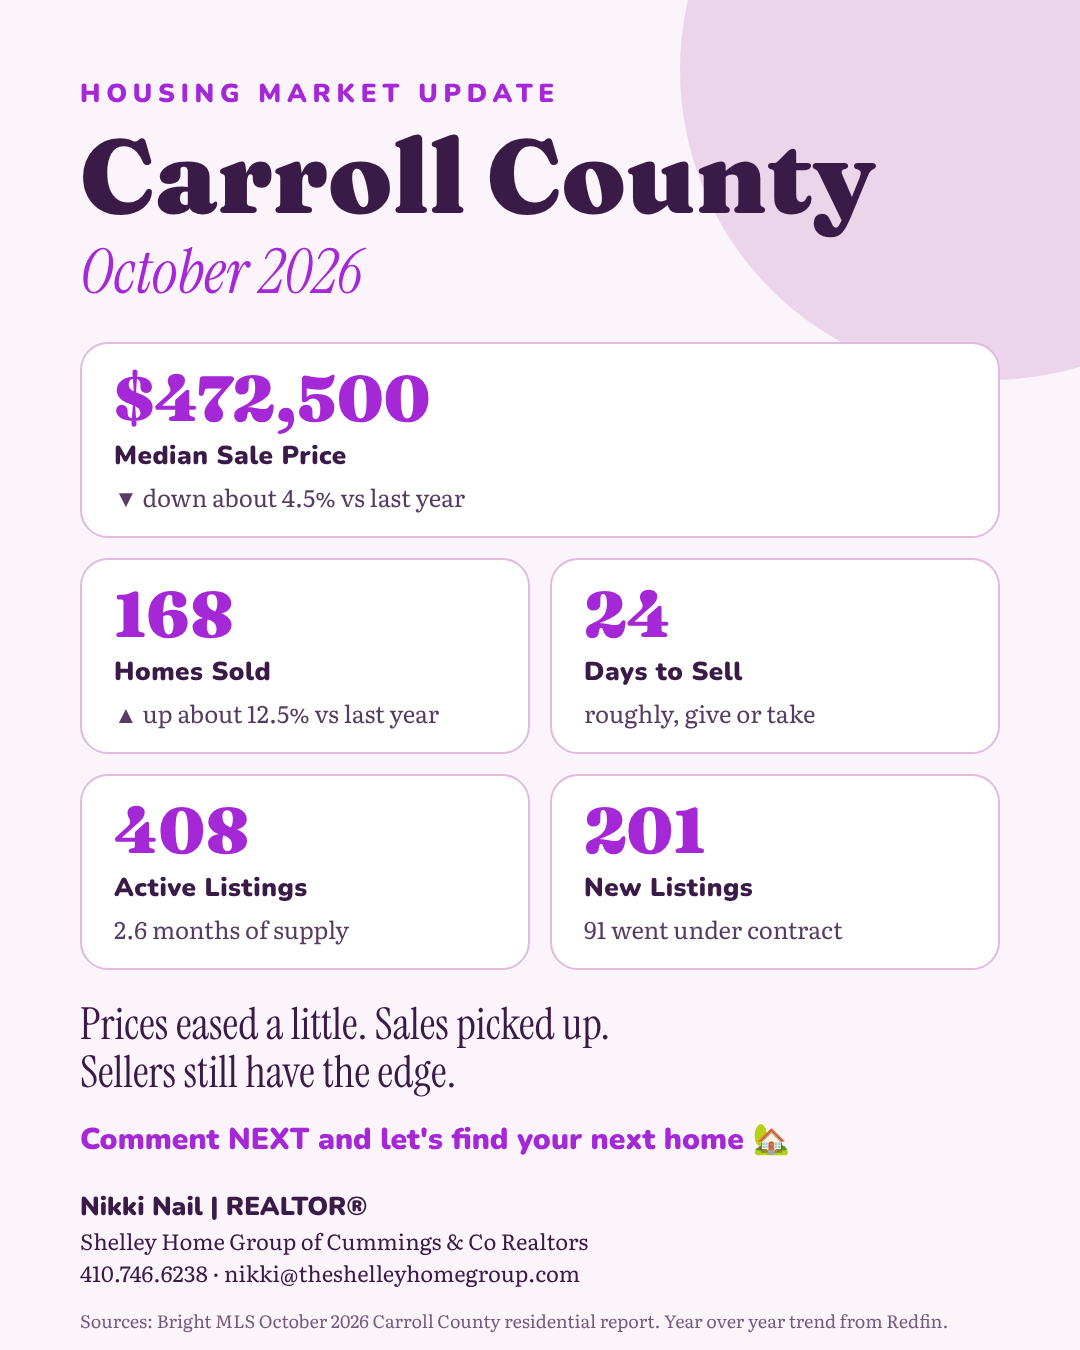 HOUSING MARKET UPDATE
Carroll County
October 2026
$472,500
Median Sale Price
▼ down about 4.5% vs last year
168
Homes Sold
▲ up about 12.5% vs last year
24
Days to Sell
roughly, give or take
408
Active Listings
2.6 months of supply
201
New Listings
91 went under contract
Prices eased a little. Sales picked up.
Sellers still have the edge.
Comment NEXT and let's find your next home 🏡
Nikki Nail | REALTOR®
Shelley Home Group of Cummings & Co Realtors
410.746.6238 · nikki@theshelleyhomegroup.com
Sources: Bright MLS October 2026 Carroll County residential report. Year over year trend from Redfin.